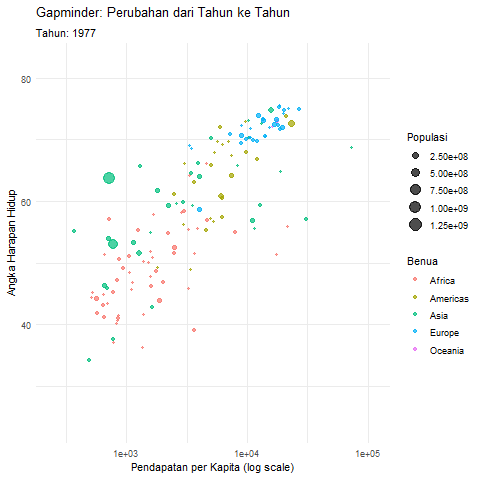 Gapminder: Perubahan dari Tahun ke Tahun
Tahun: 1977
80
60
40
Angka Harapan Hidup
1e+03 1e+04 1e+05
Pendapatan per Kapita (log scale)
Populasi
2.50e+08
5.00e+08
7.50e+08
1.00e+09
1.25e+09
Benua
Africa
Americas
Asia
Europe
Oceania